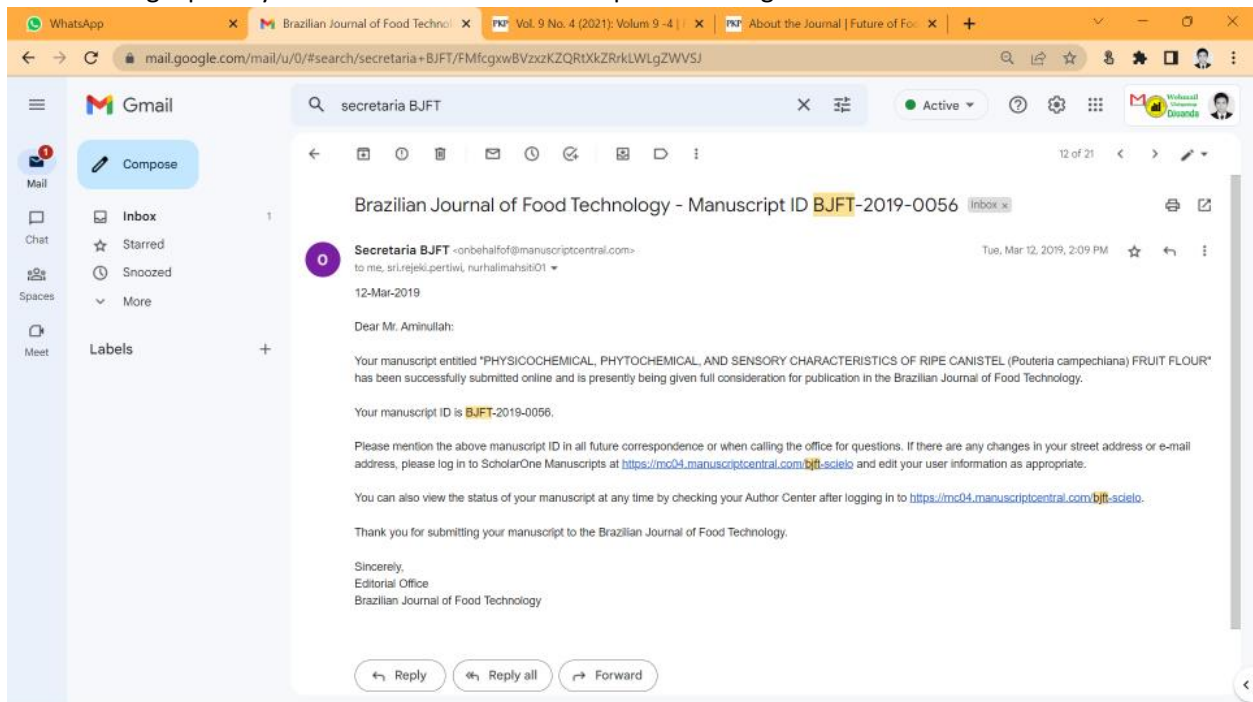 WhatsApp
Brazilian Journal of Food Technol
PKP Vol. 9 No. 4 (2021): Volum 9 -4 |
PKP About the Journal | Future of Foo
mail.google.com/mail/u/0/#search/secretaria+BJFT/FMfcgxwBVzxzKZQRtXkZRrkLWLgZWVSJ
Gmail
secretaria BJFT
Active
Djuanda
1
Mail
Compose
12 of 21
Inbox 1
Chat
Starred
Snoozed
Spaces
More
Meet
Labels
Brazilian Journal of Food Technology - Manuscript ID BJFT-2019-0056 Inbox x
O
Secretaria BJFT <onbehalfof@manuscriptcentral.com> Tue, Mar 12, 2019, 2:09 PM
to me, sri.rejeki.pertiwi, nurhalimahsiti01
12-Mar-2019
Dear Mr. Aminullah:
Your manuscript entitled "PHYSICOCHEMICAL, PHYTOCHEMICAL, AND SENSORY CHARACTERISTICS OF RIPE CANISTEL (Pouteria campechiana) FRUIT FLOUR"
has been successfully submitted online and is presently being given full consideration for publication in the Brazilian Journal of Food Technology.
Your manuscript ID is BJFT-2019-0056.
Please mention the above manuscript ID in all future correspondence or when calling the office for questions. If there are any changes in your street address or e-mail
address, please log in to ScholarOne Manuscripts at https://mc04.manuscriptcentral.com/bjft-scielo and edit your user information as appropriate.
You can also view the status of your manuscript at any time by checking your Author Center after logging in to https://mc04.manuscriptcentral.com/bjft-scielo.
Thank you for submitting your manuscript to the Brazilian Journal of Food Technology.
Sincerely,
Editorial Office
Brazilian Journal of Food Technology
Reply
Reply all
Forward